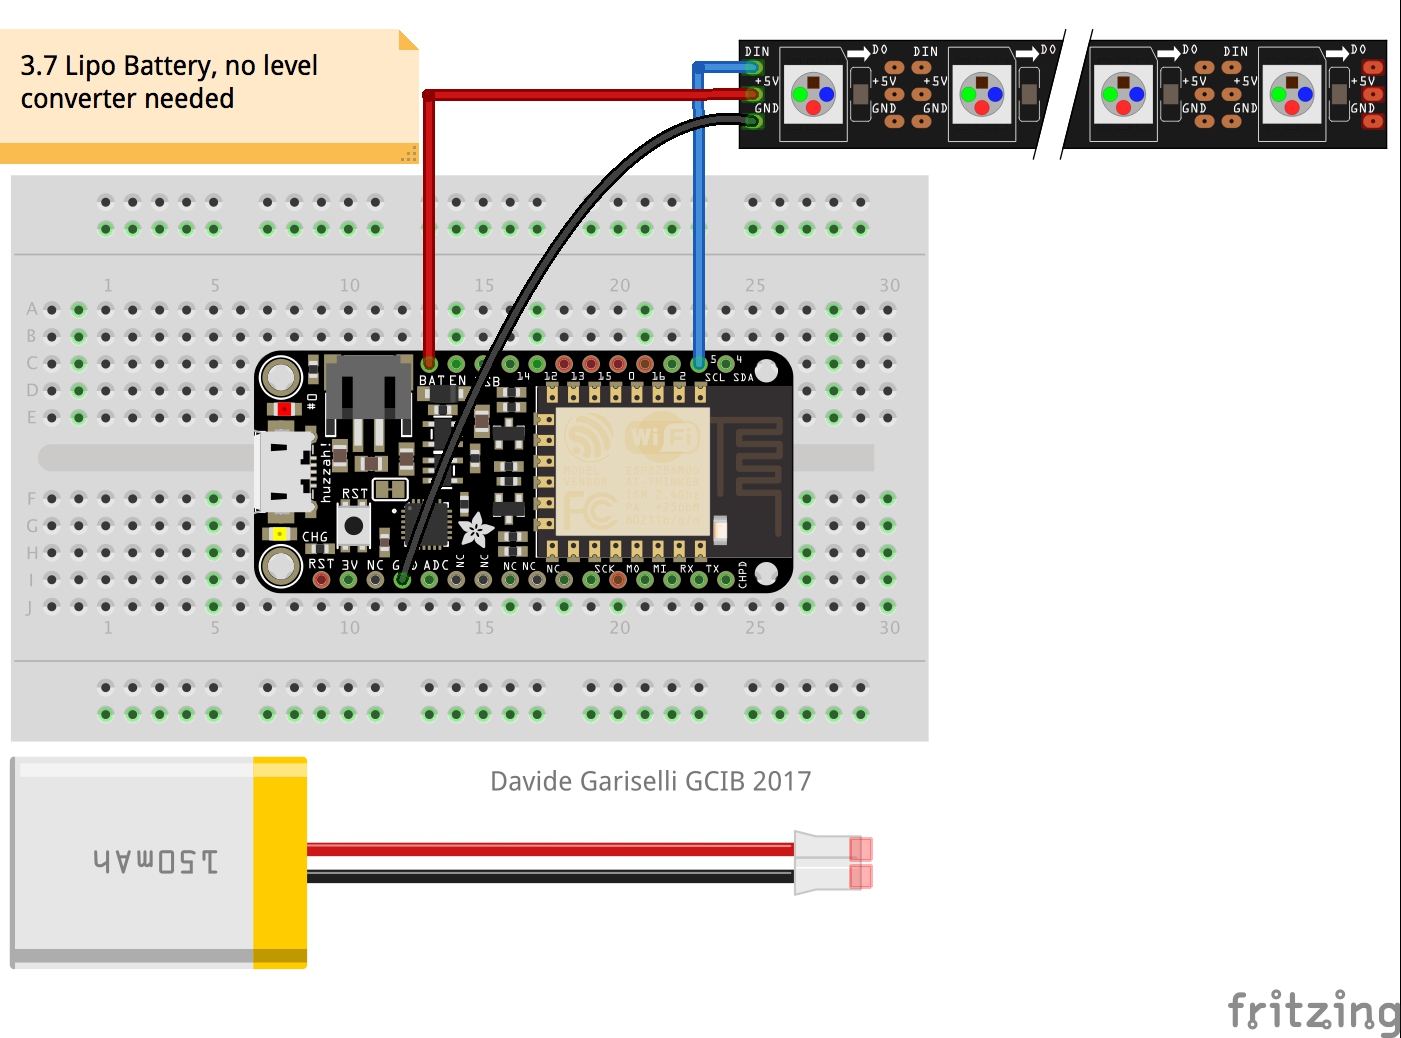 3.7 Lipo Battery, no level
converter needed
DIN DO DIN DO DO DIN DO
+5V +5V +5V +5V +5V +5V
GND GND GND GND GND GND
1 5 10 15 20 25 30
A
B
C
D
E
F
G
H
I
J
BAT EN 14 12 13 15 0 16 2 5 4
SCL SDA
#0
huzzah!
WiFi
FCC
RST
CHG
RST 3V NC ADC NC NC NC NC NC SCK MO MI RX TX CHPD
1 5 10 15 20 25 30
Davide Gariselli GCIB 2017
150mAh
fritzing